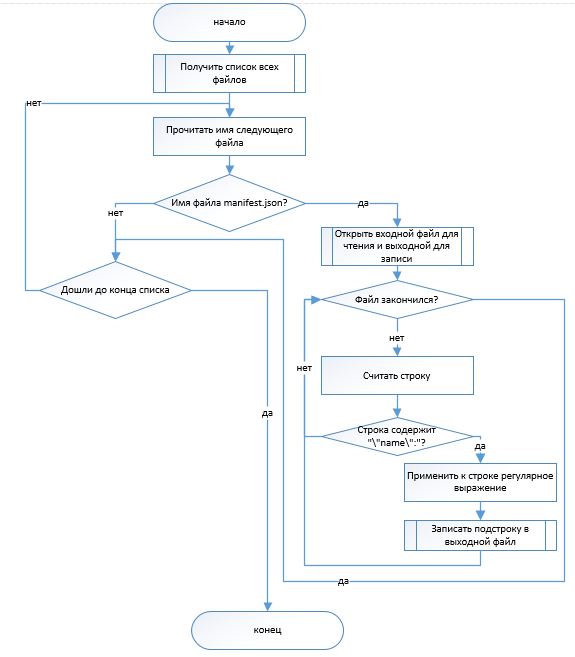 начало
Получить список всех
файлов
нет
Прочитать имя следующего
файла
Имя файла manifest.json?
да
нет
Открыть входной файл для
чтения и выходной для
записи
Дошли до конца списка
Файл закончился?
нет
нет
Считать строку
да
Строка содержит
"\"name\":"?
да
Применить к строке регулярное
выражение
Записать подстроку в
выходной файл
да
конец